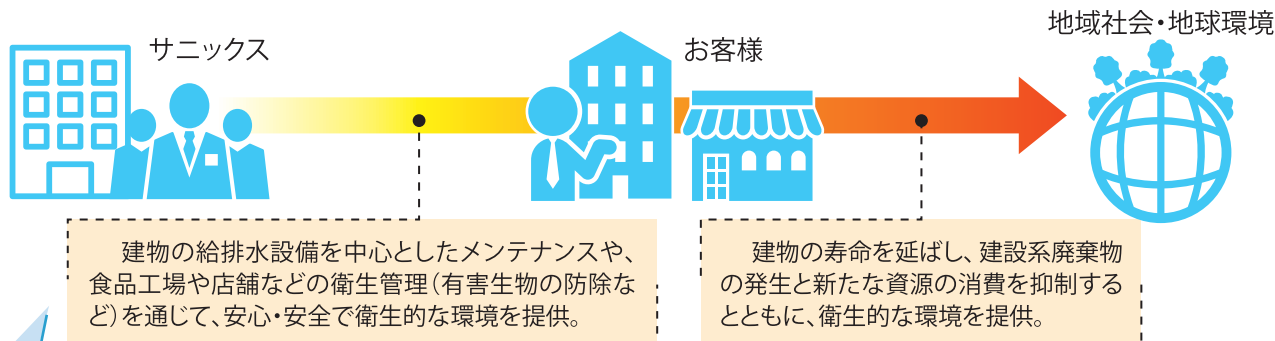 サニックス
お客様
地域社会・地球環境
建物の給排水設備を中心としたメンテナンスや、
食品工場や店舗などの衛生管理（有害生物の防除な
ど）を通じて、安心・安全で衛生的な環境を提供。
建物の寿命を延ばし、建設系廃棄物
の発生と新たな資源の消費を抑制する
とともに、衛生的な環境を提供。